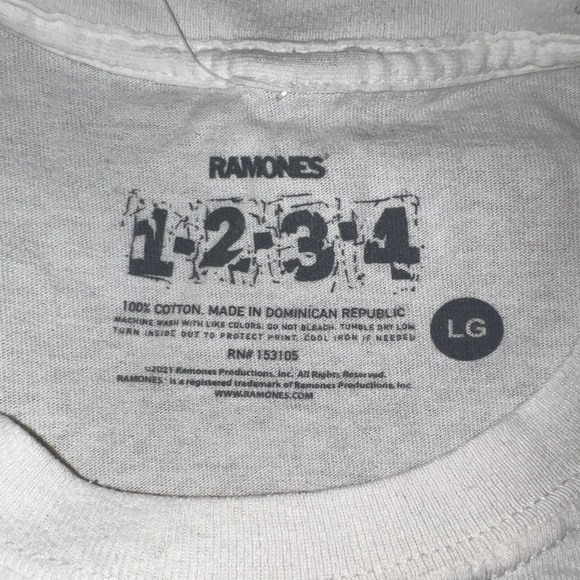 RAMONES
1-2-3-4
100% COTTON. MADE IN DOMINICAN REPUBLIC
MACHINE WASH WITH LIKE COLORS. DO NOT BLEACH. TUMBLE DRY LOW.
TURN INSIDE OUT TO PROTECT PRINT. COOL IRON IF NEEDED
LG
RN# 153105
©2021 Ramones Productions, Inc. All Rights Reserved.
RAMONES® is a registered trademark of Ramones Productions, Inc
WWW.RAMONES.COM